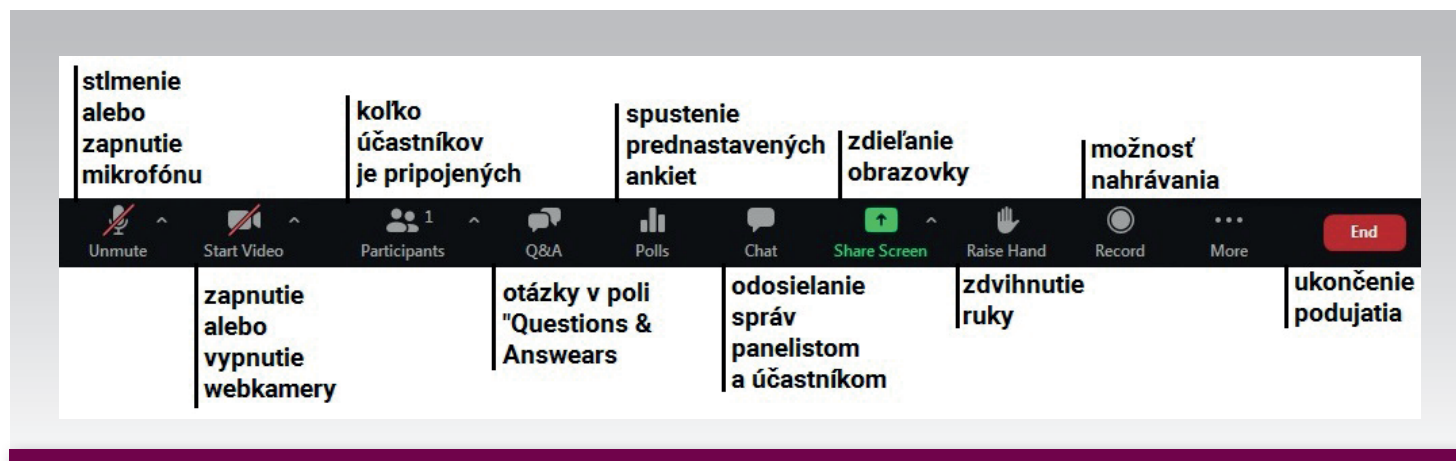 stlmenie
alebo
zapnutie
mikrofónu
koľko
účastníkov
je pripojených
spustenie
prednastavených
ankiet
zdieľanie
obrazovky
možnosť
nahrávania
Unmute
Start Video
1
Participants
Q&A
Polls
Chat
Share Screen
Raise Hand
Record
More
End
zapnutie
alebo
vypnutie
webkamery
otázky v poli
"Questions &
Answears
odosielanie
správ
panelistom
a účastníkom
zdvihnutie
ruky
ukončenie
podujatia